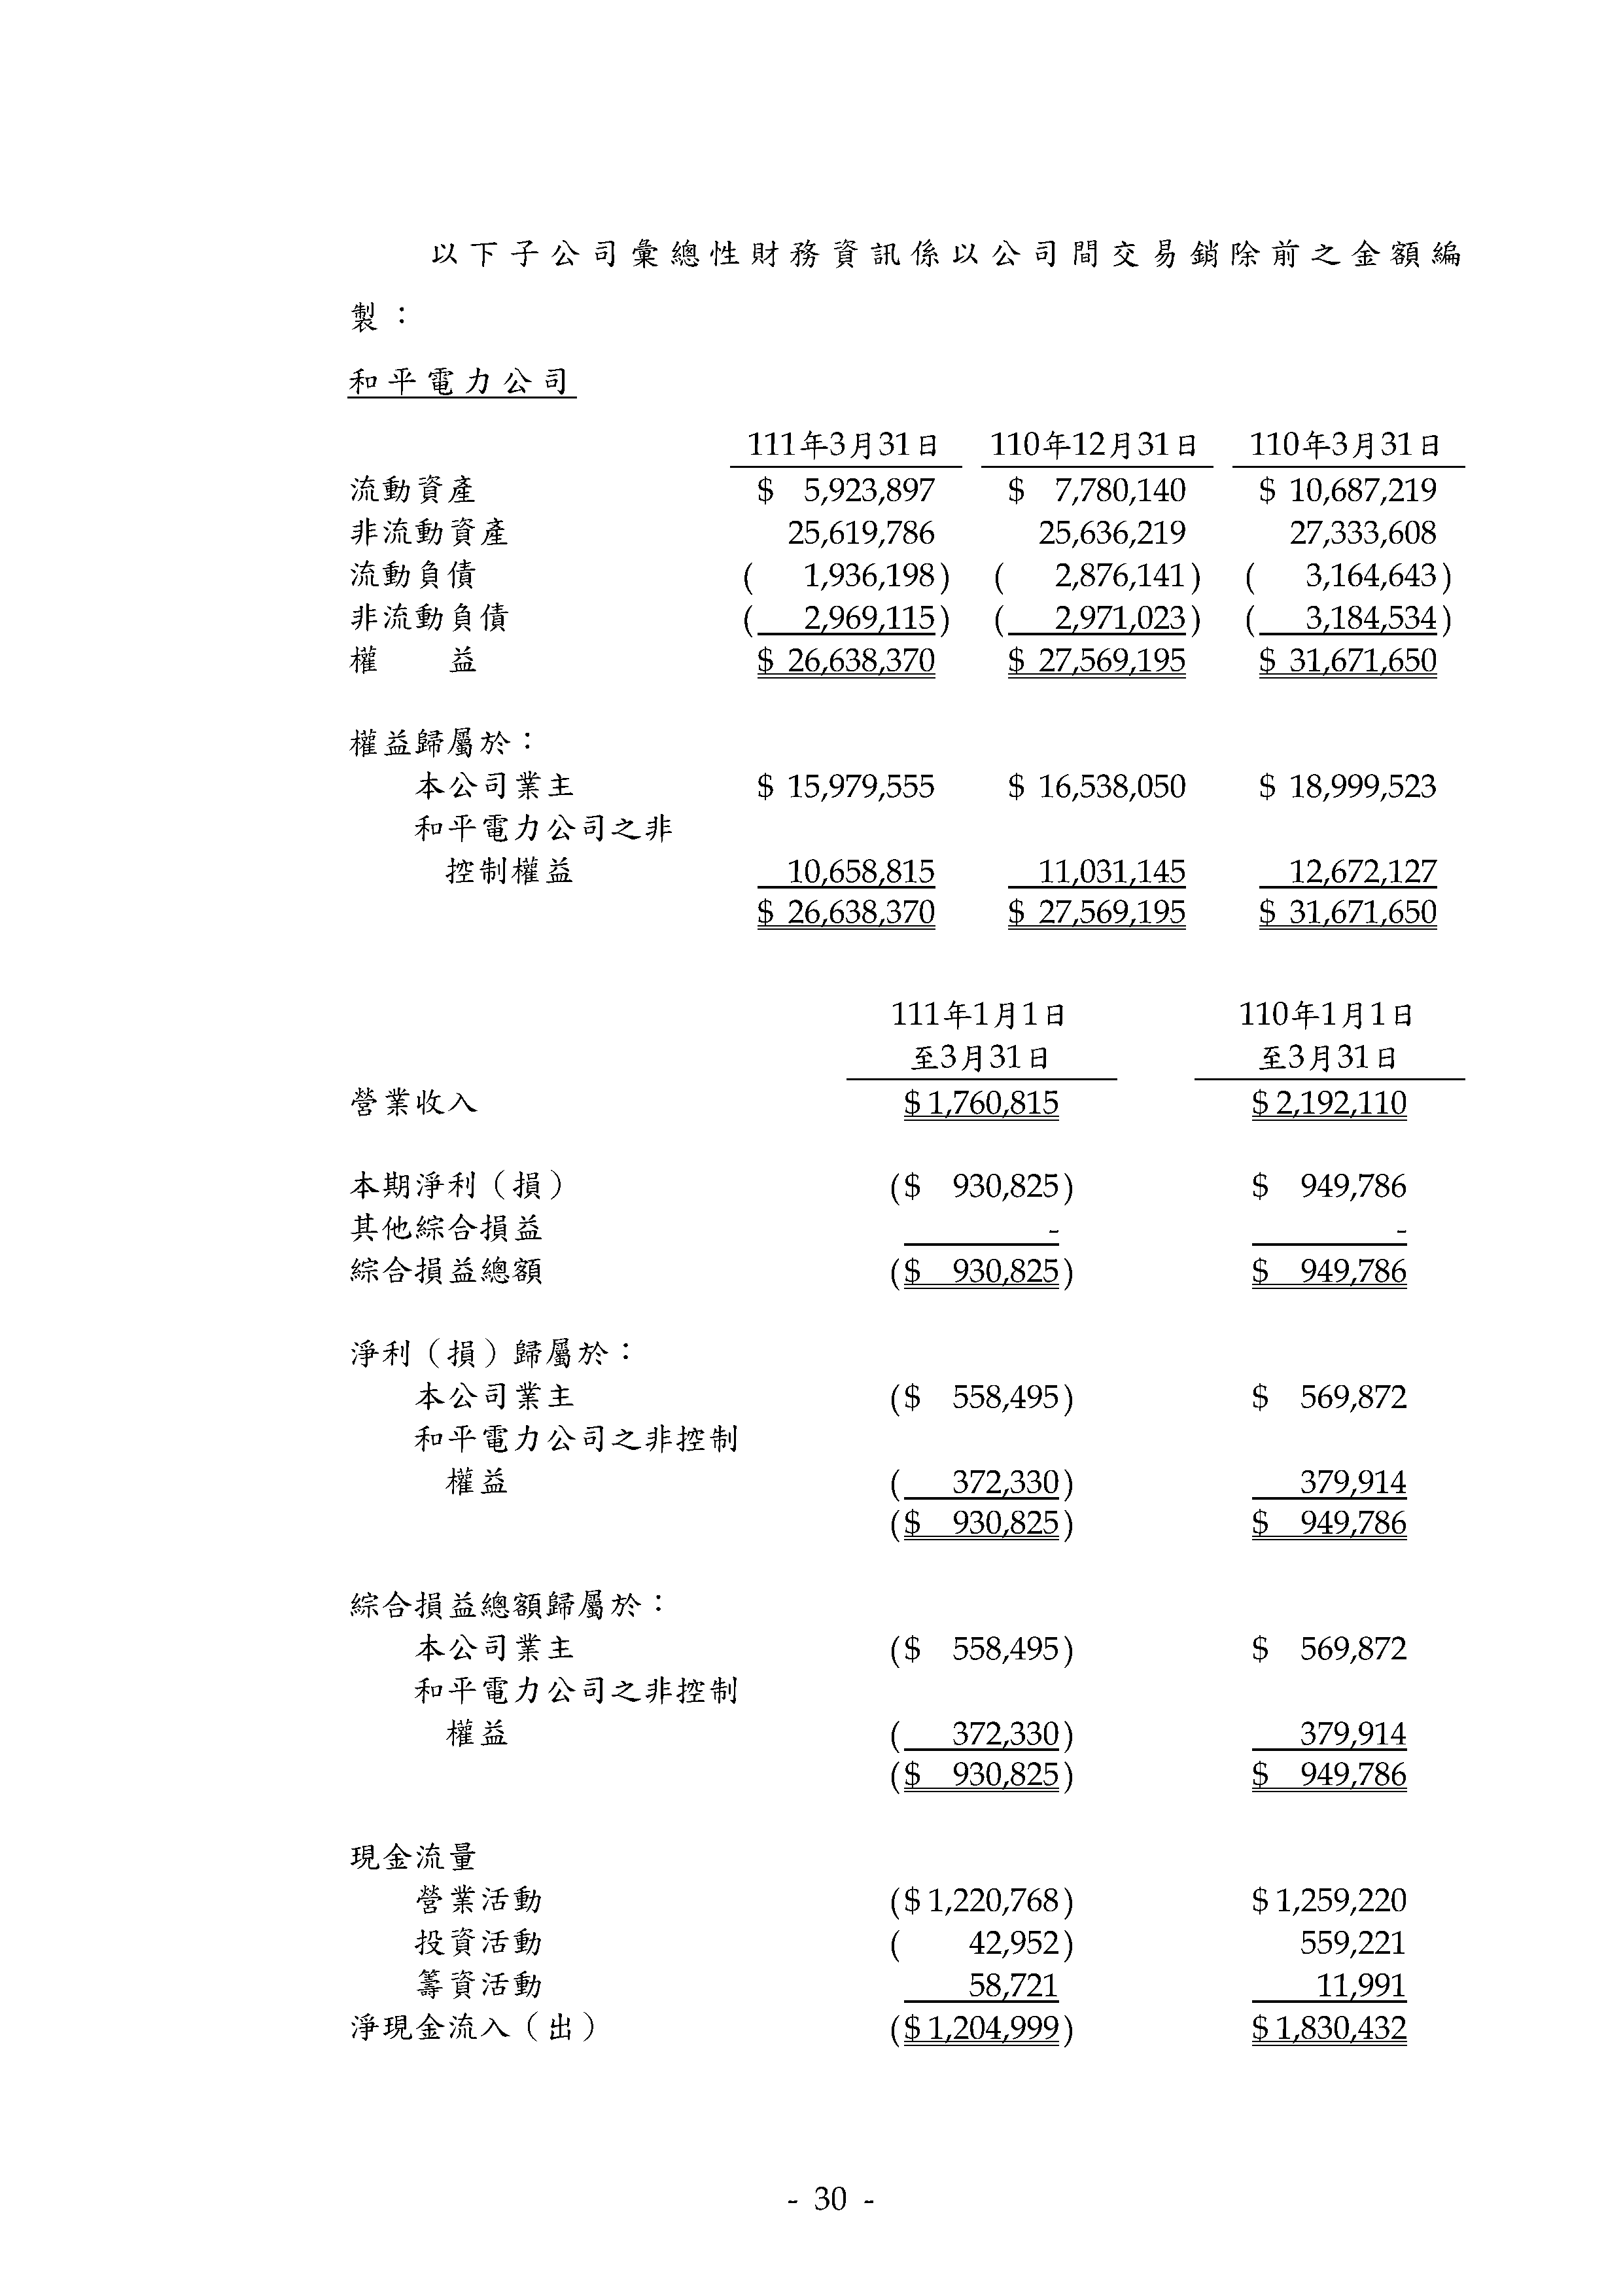 以下子公司彙總性財務資訊係以公司間交易銷除前之金額編
製：
和平電力公司
111年3月31日 110年12月31日 110年3月31日
流動資產 $ 5,923,897 $ 7,780,140 $ 10,687,219
非流動資產 25,619,786 25,636,219 27,333,608
流動負債 ( 1,936,198) ( 2,876,141) ( 3,164,643)
非流動負債 ( 2,969,115) ( 2,971,023) ( 3,184,534)
權 益 $ 26,638,370 $ 27,569,195 $ 31,671,650
權益歸屬於：
本公司業主 $ 15,979,555 $ 16,538,050 $ 18,999,523
和平電力公司之非
控制權益 10,658,815 11,031,145 12,672,127
$ 26,638,370 $ 27,569,195 $ 31,671,650
111年1月1日 110年1月1日
至3月31日 至3月31日
營業收入 $ 1,760,815 $ 2,192,110
本期淨利（損） ($ 930,825) $ 949,786
其他綜合損益 - -
綜合損益總額 ($ 930,825) $ 949,786
淨利（損）歸屬於：
本公司業主 ($ 558,495) $ 569,872
和平電力公司之非控制
權益 ( 372,330) 379,914
($ 930,825) $ 949,786
綜合損益總額歸屬於：
本公司業主 ($ 558,495) $ 569,872
和平電力公司之非控制
權益 ( 372,330) 379,914
($ 930,825) $ 949,786
現金流量
營業活動 ($ 1,220,768) $ 1,259,220
投資活動 ( 42,952) 559,221
籌資活動 58,721 11,991
淨現金流入（出） ($ 1,204,999) $ 1,830,432
- 30 -